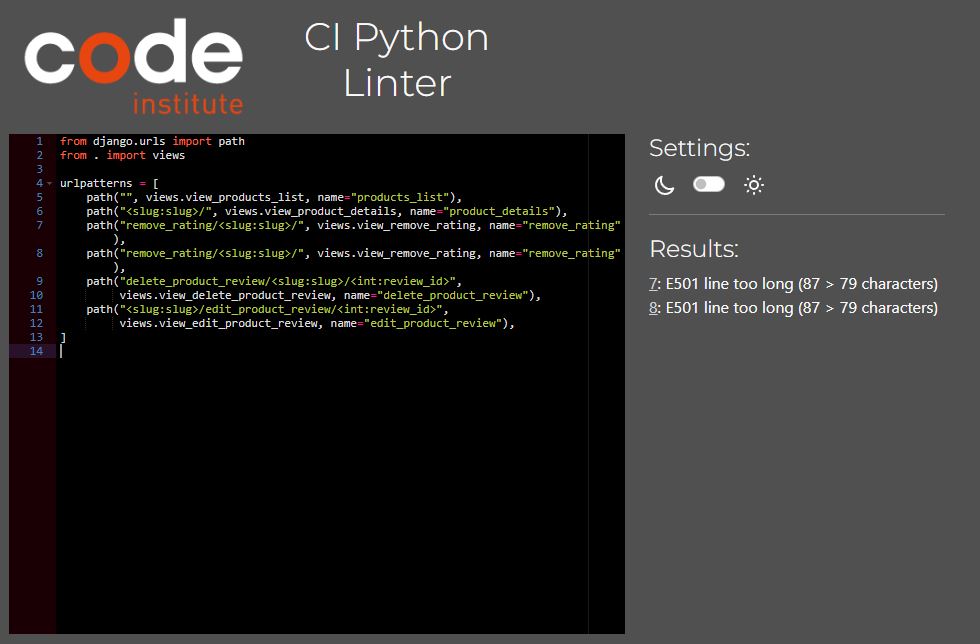 code
institute
CI Python
Linter
1 from django.urls import path
2 from . import views
3
4 urlpatterns = [
5     path("", views.view_products_list, name="products_list"),
6     path("<slug:slug>/", views.view_product_details, name="product_details"),
7     path("remove_rating/<slug:slug>/", views.view_remove_rating, name="remove_rating"
        ),
8     path("remove_rating/<slug:slug>/", views.view_remove_rating, name="remove_rating"
        ),
9     path("delete_product_review/<slug:slug>/<int:review_id>",
10         views.view_delete_product_review, name="delete_product_review"),
11     path("<slug:slug>/edit_product_review/<int:review_id>",
12         views.view_edit_product_review, name="edit_product_review"),
13 ]
14
Settings:
Results:
7: E501 line too long (87 > 79 characters)
8: E501 line too long (87 > 79 characters)